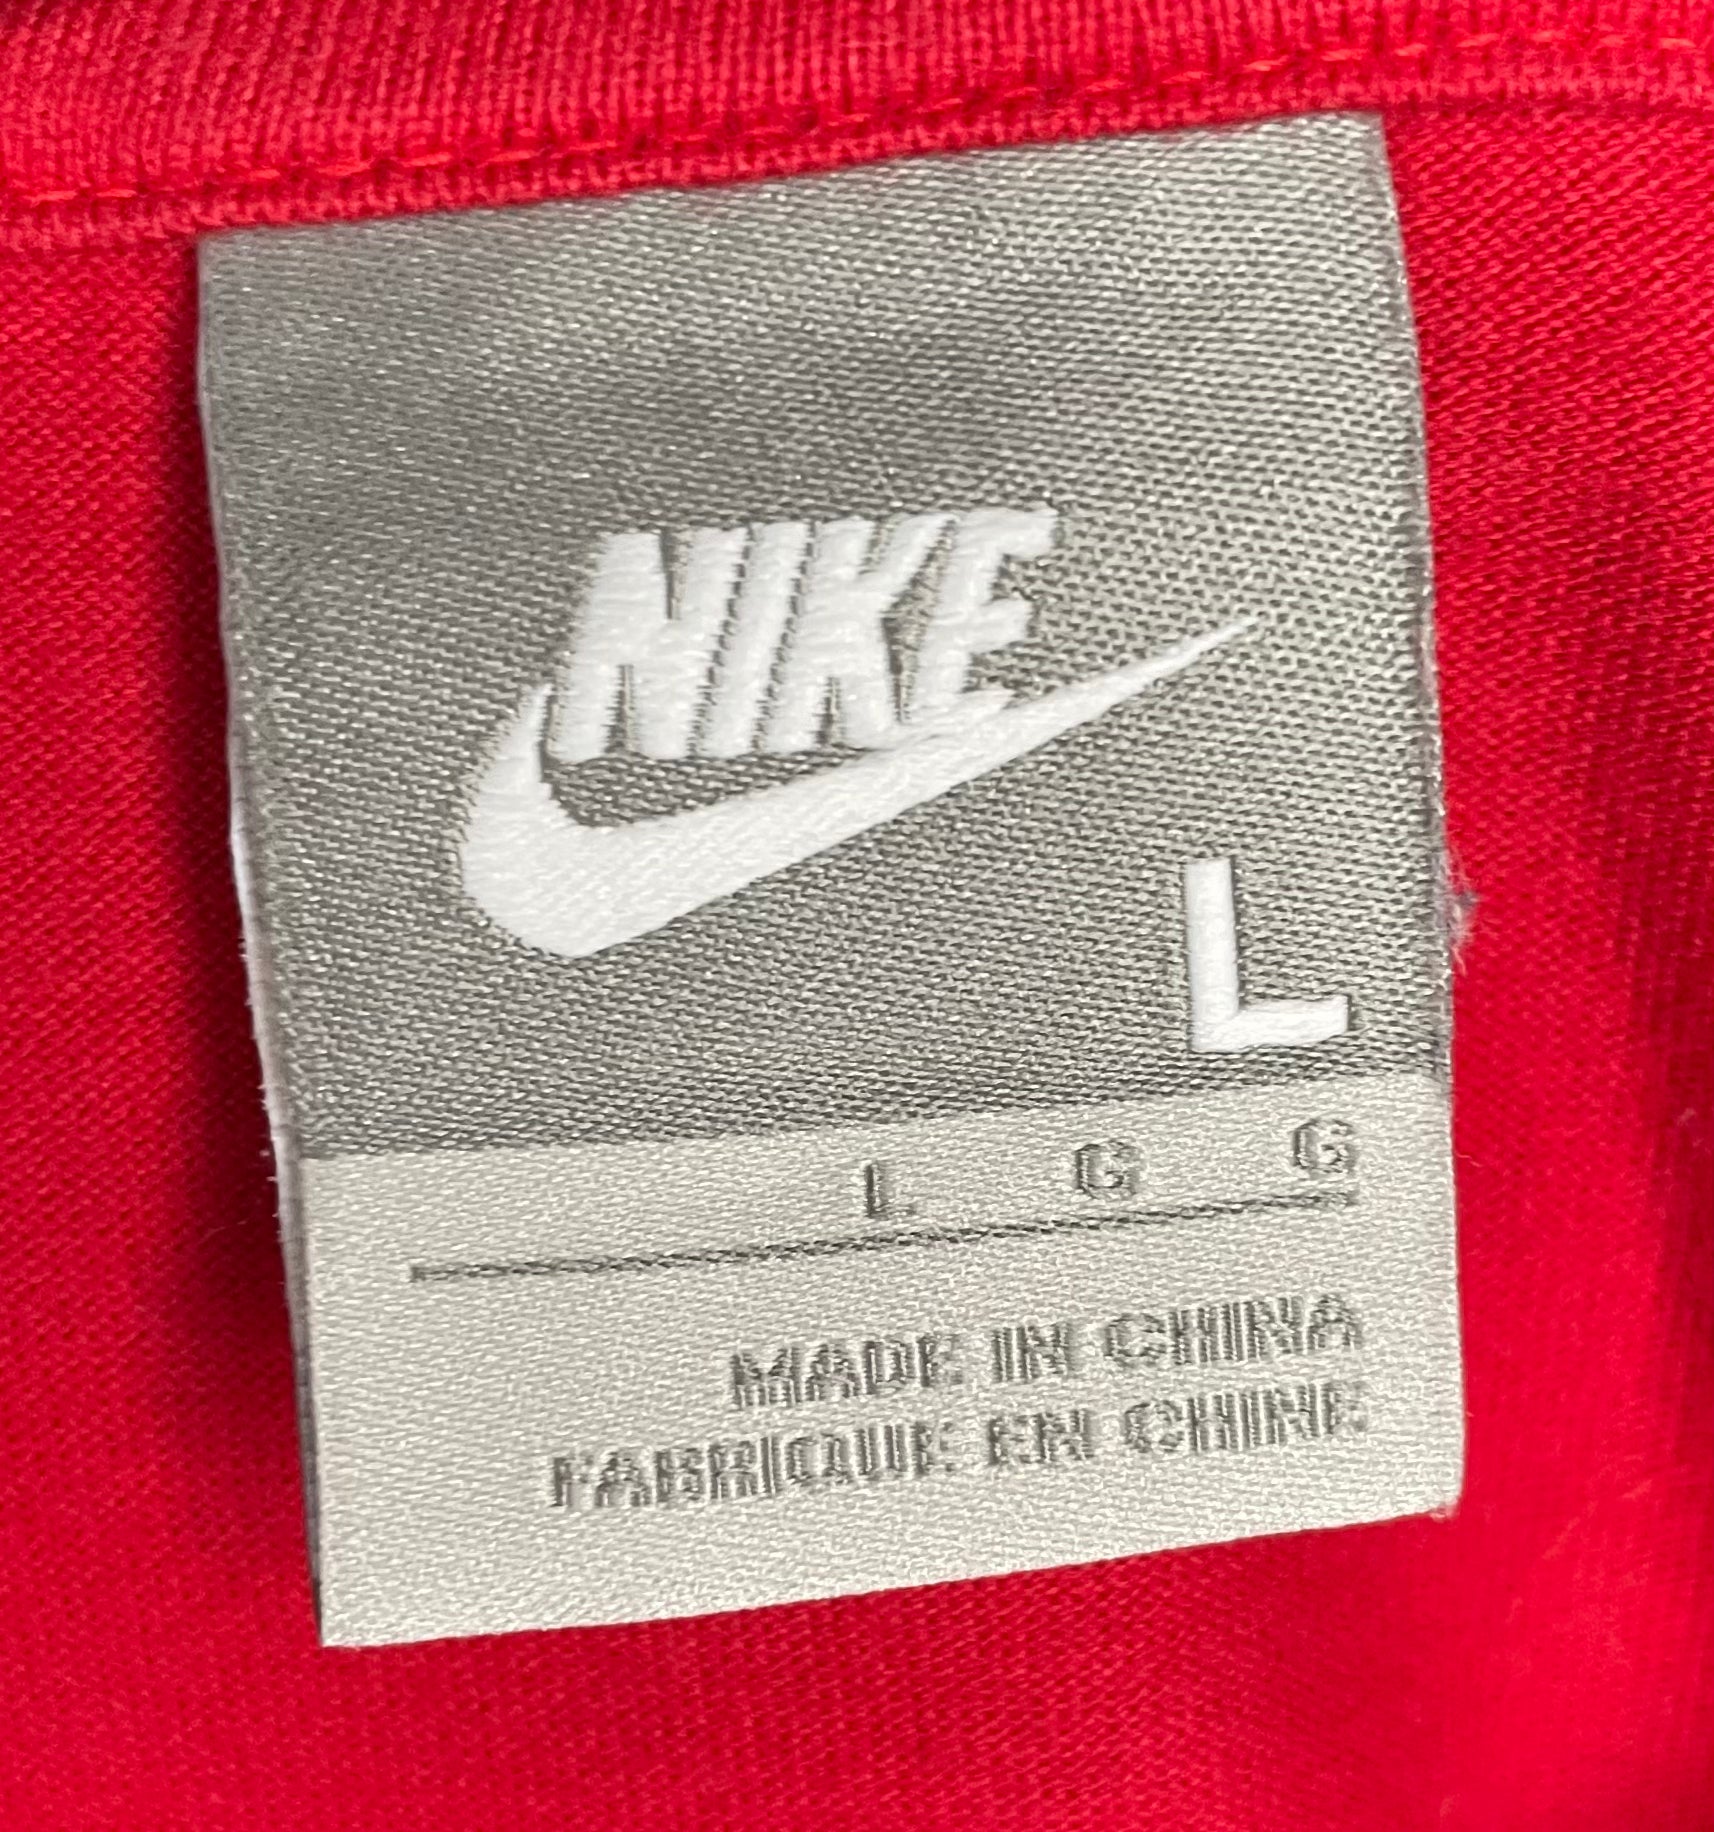 NIKE
L
L G G
MADE IN CHINA
FABRIQUE EN CHINE